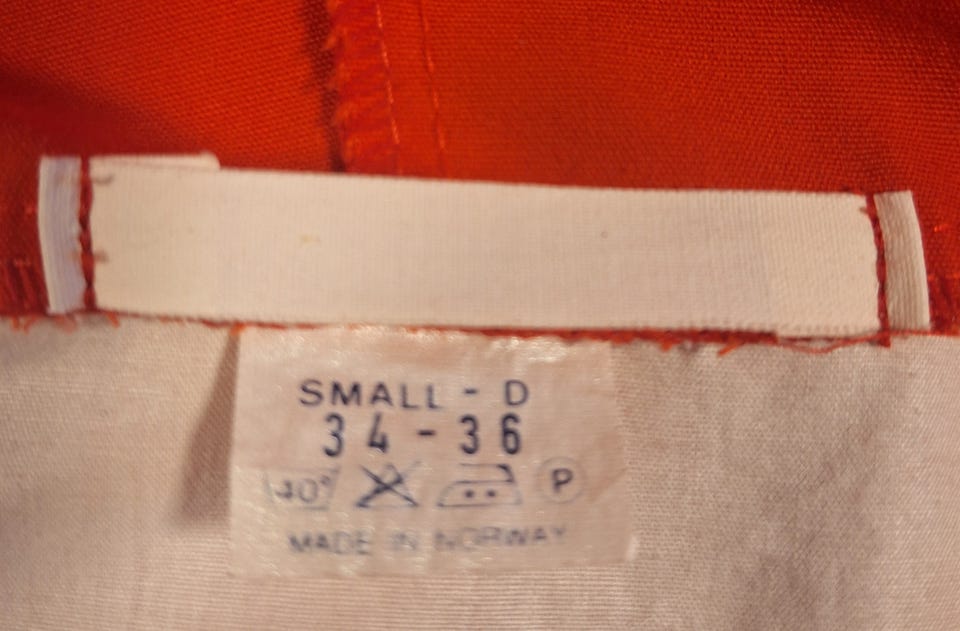 SMALL - D
34-36
40°
P
MADE IN NORWAY